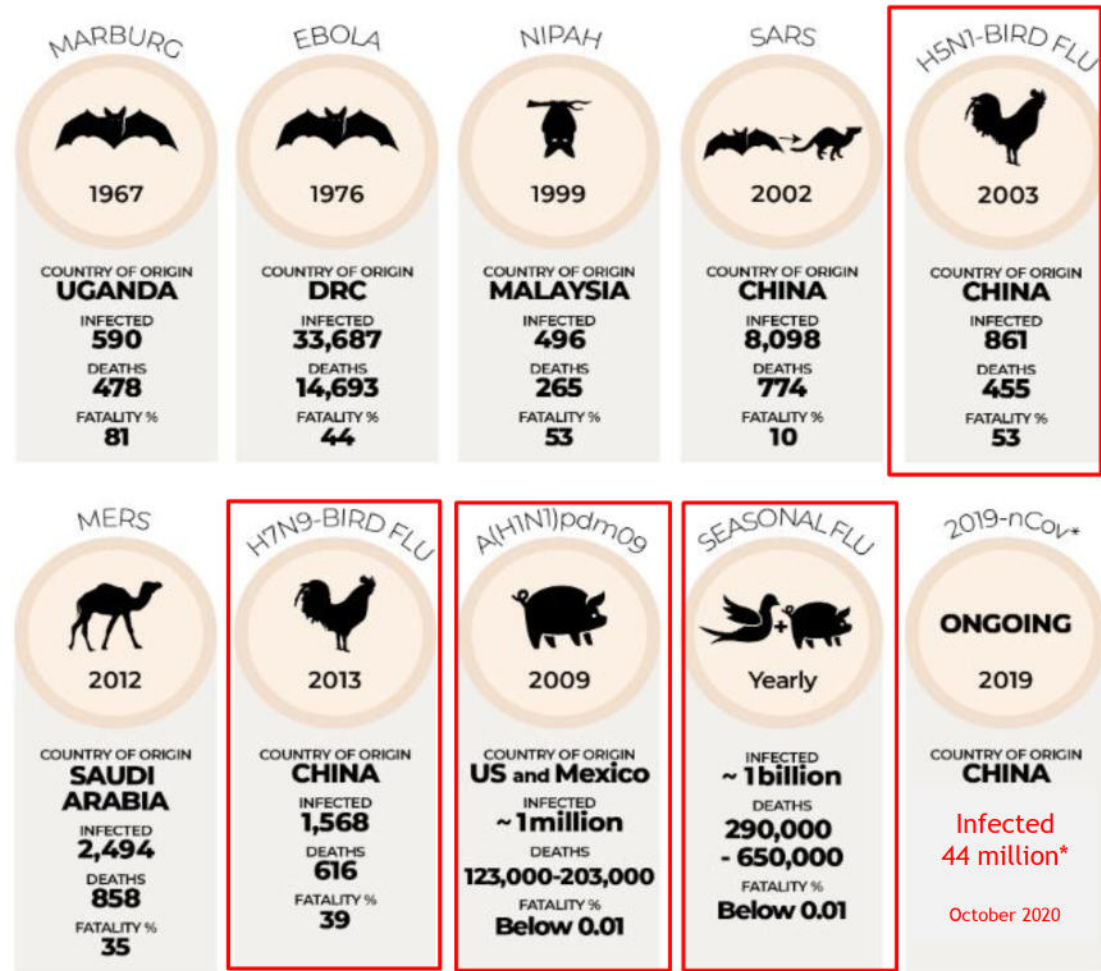 MARBURG
1967
COUNTRY OF ORIGIN
UGANDA
INFECTED
590
DEATHS
478
FATALITY %
81
EBOLA
1976
COUNTRY OF ORIGIN
DRC
INFECTED
33,687
DEATHS
14,693
FATALITY %
44
NIPAH
1999
COUNTRY OF ORIGIN
MALAYSIA
INFECTED
496
DEATHS
265
FATALITY %
53
SARS
2002
COUNTRY OF ORIGIN
CHINA
INFECTED
8,098
DEATHS
774
FATALITY %
10
H5N1-BIRD FLU
2003
COUNTRY OF ORIGIN
CHINA
INFECTED
861
DEATHS
455
FATALITY %
53
MERS
2012
COUNTRY OF ORIGIN
SAUDI
ARABIA
INFECTED
2,494
DEATHS
858
FATALITY %
35
H7N9-BIRD FLU
2013
COUNTRY OF ORIGIN
CHINA
INFECTED
1,568
DEATHS
616
FATALITY %
39
A(H1N1)pdm09
2009
COUNTRY OF ORIGIN
US and Mexico
INFECTED
~ 1million
DEATHS
123,000-203,000
FATALITY %
Below 0.01
SEASONAL FLU
+
Yearly
INFECTED
~ 1billion
DEATHS
290,000
- 650,000
FATALITY %
Below 0.01
2019-nCov*
ONGOING
2019
COUNTRY OF ORIGIN
CHINA
Infected
44 million*
October 2020